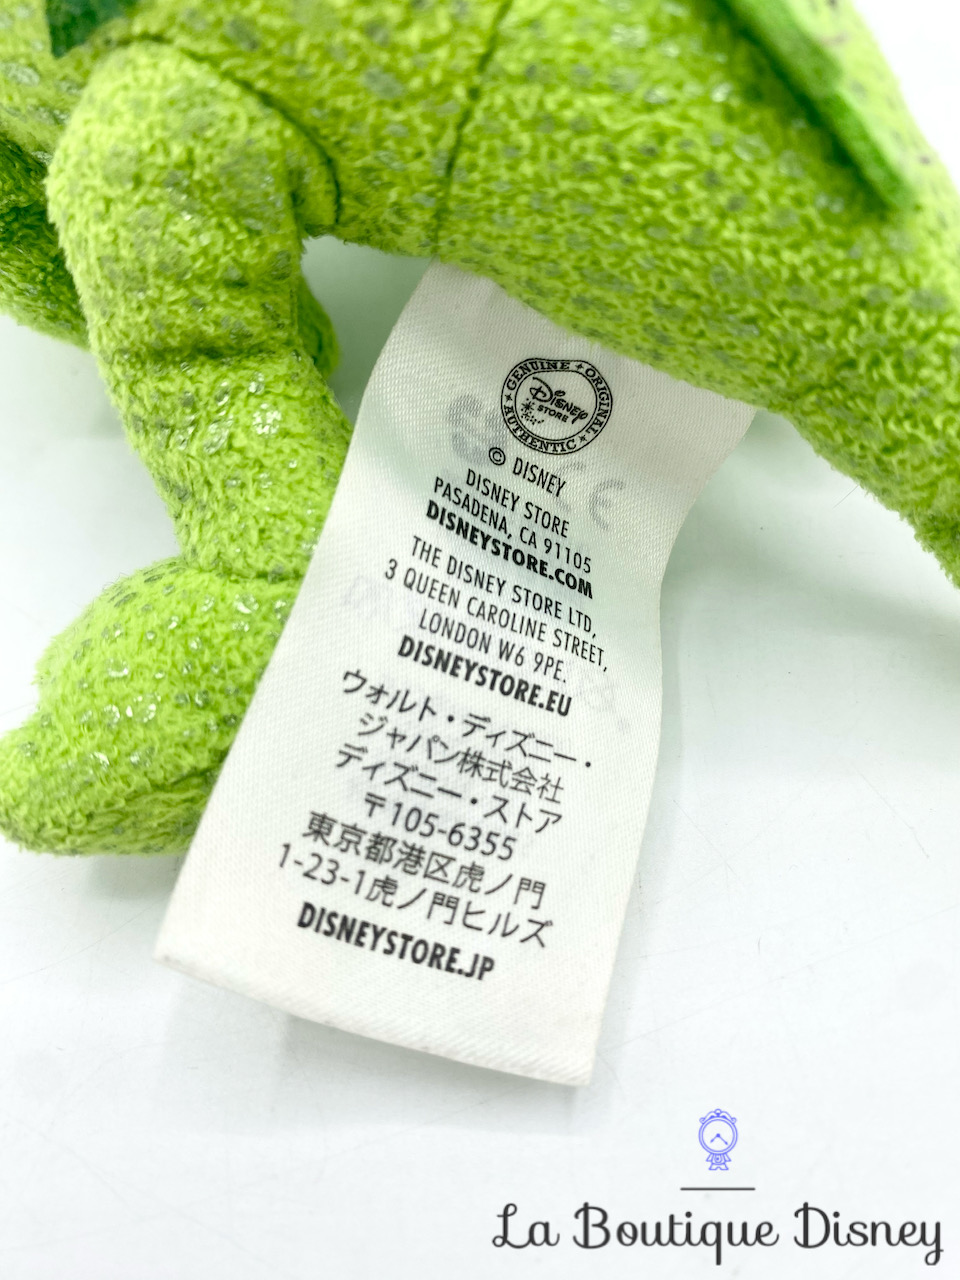 GENUINE ORIGINAL AUTHENTIC
Disney
STORE
© DISNEY
DISNEY STORE
PASADENA, CA 91105
DISNEYSTORE.COM
THE DISNEY STORE LTD,
3 QUEEN CAROLINE STREET,
LONDON W6 9PE.
DISNEYSTORE.EU
ウォルト・ディズニー・
ジャパン株式会社
ディズニー・ストア
〒105-6355
東京都港区虎ノ門
1-23-1虎ノ門ヒルズ
DISNEYSTORE.JP
La Boutique Disney